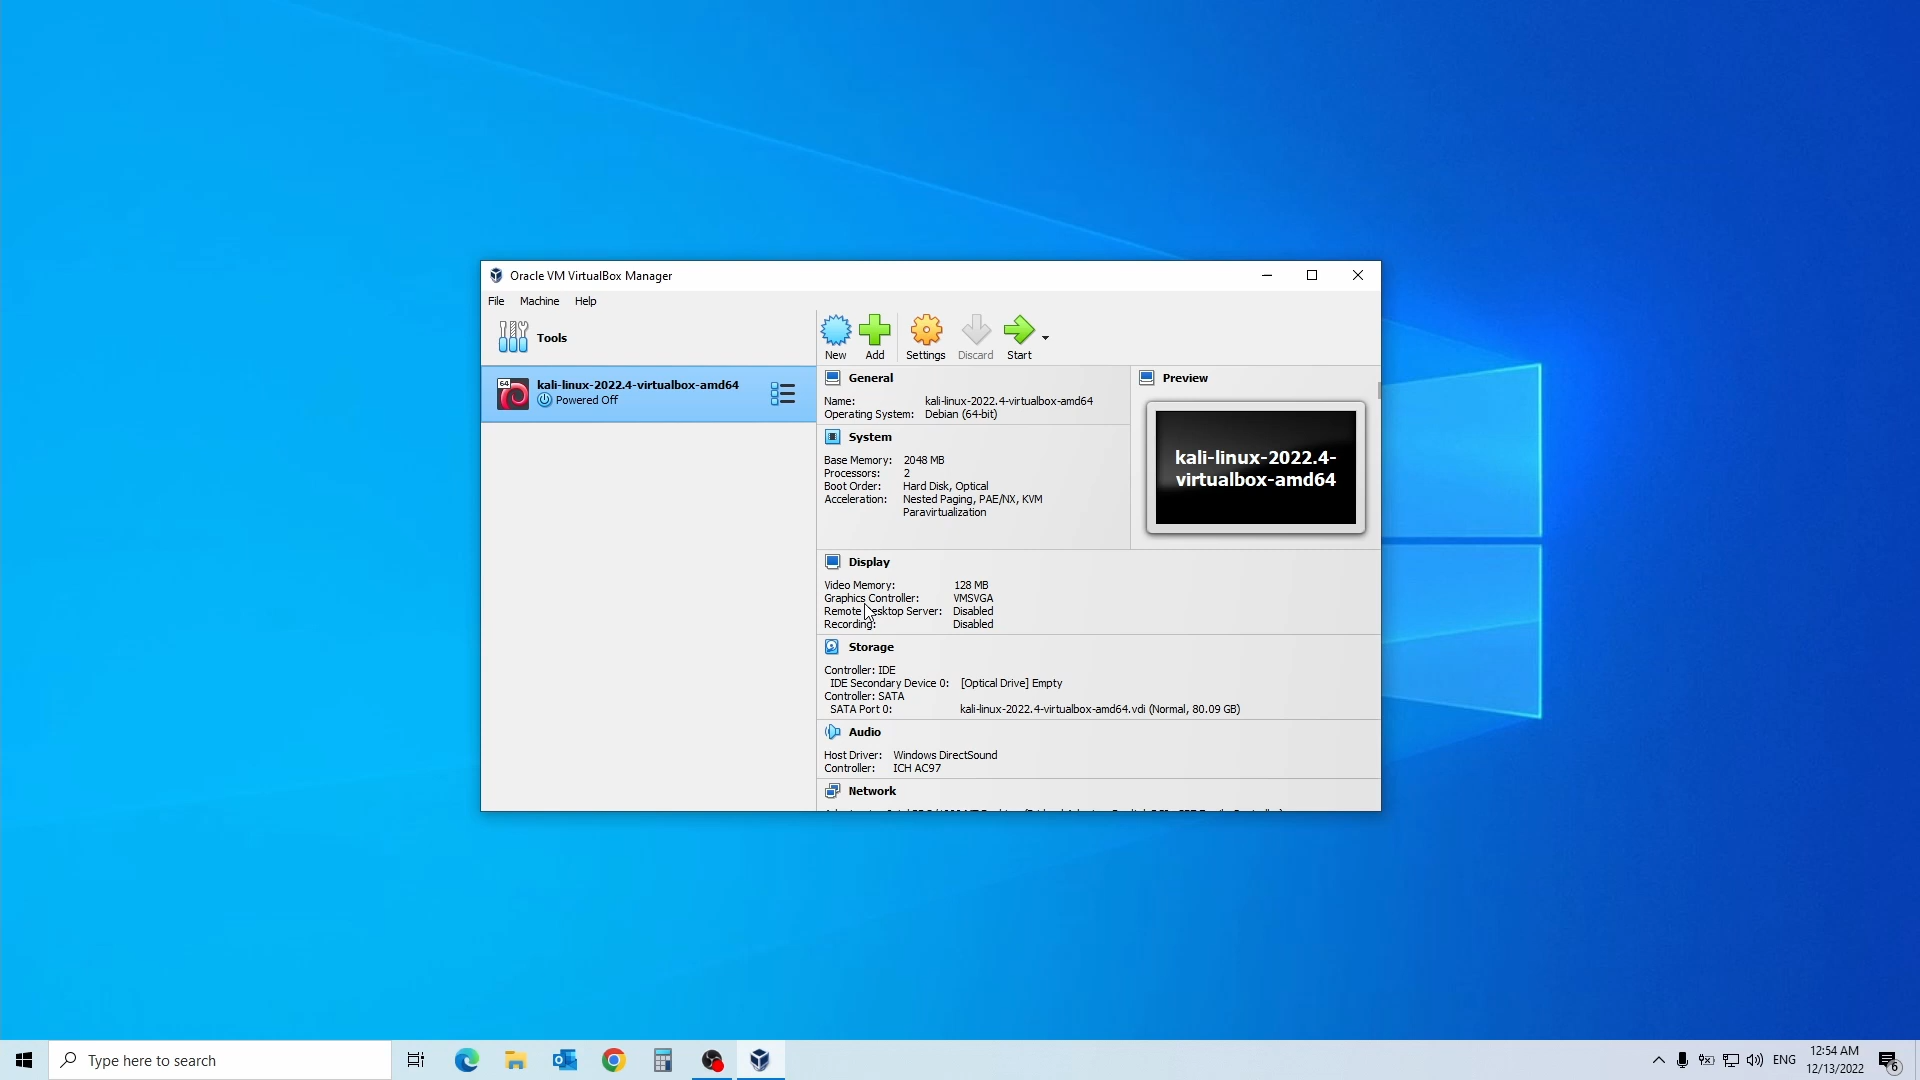 Oracle VM VirtualBox Manager
File Machine Help
Tools
New Add Settings Discard Start
64
kali-linux-2022.4-virtualbox-amd64
Powered Off
General
Name: kali-linux-2022.4-virtualbox-amd64
Operating System: Debian (64-bit)
System
Base Memory: 2048 MB
Processors: 2
Boot Order: Hard Disk, Optical
Acceleration: Nested Paging, PAE/NX, KVM
Paravirtualization
Preview
kali-linux-2022.4-
virtualbox-amd64
Display
Video Memory: 128 MB
Graphics Controller: VMSVGA
Remote Desktop Server: Disabled
Recording: Disabled
Storage
Controller: IDE
IDE Secondary Device 0: [Optical Drive] Empty
Controller: SATA
SATA Port 0: kali-linux-2022.4-virtualbox-amd64.vdi (Normal, 80.09 GB)
Audio
Host Driver: Windows DirectSound
Controller: ICH AC97
Network
Type here to search
ENG
12:54 AM
12/13/2022
6